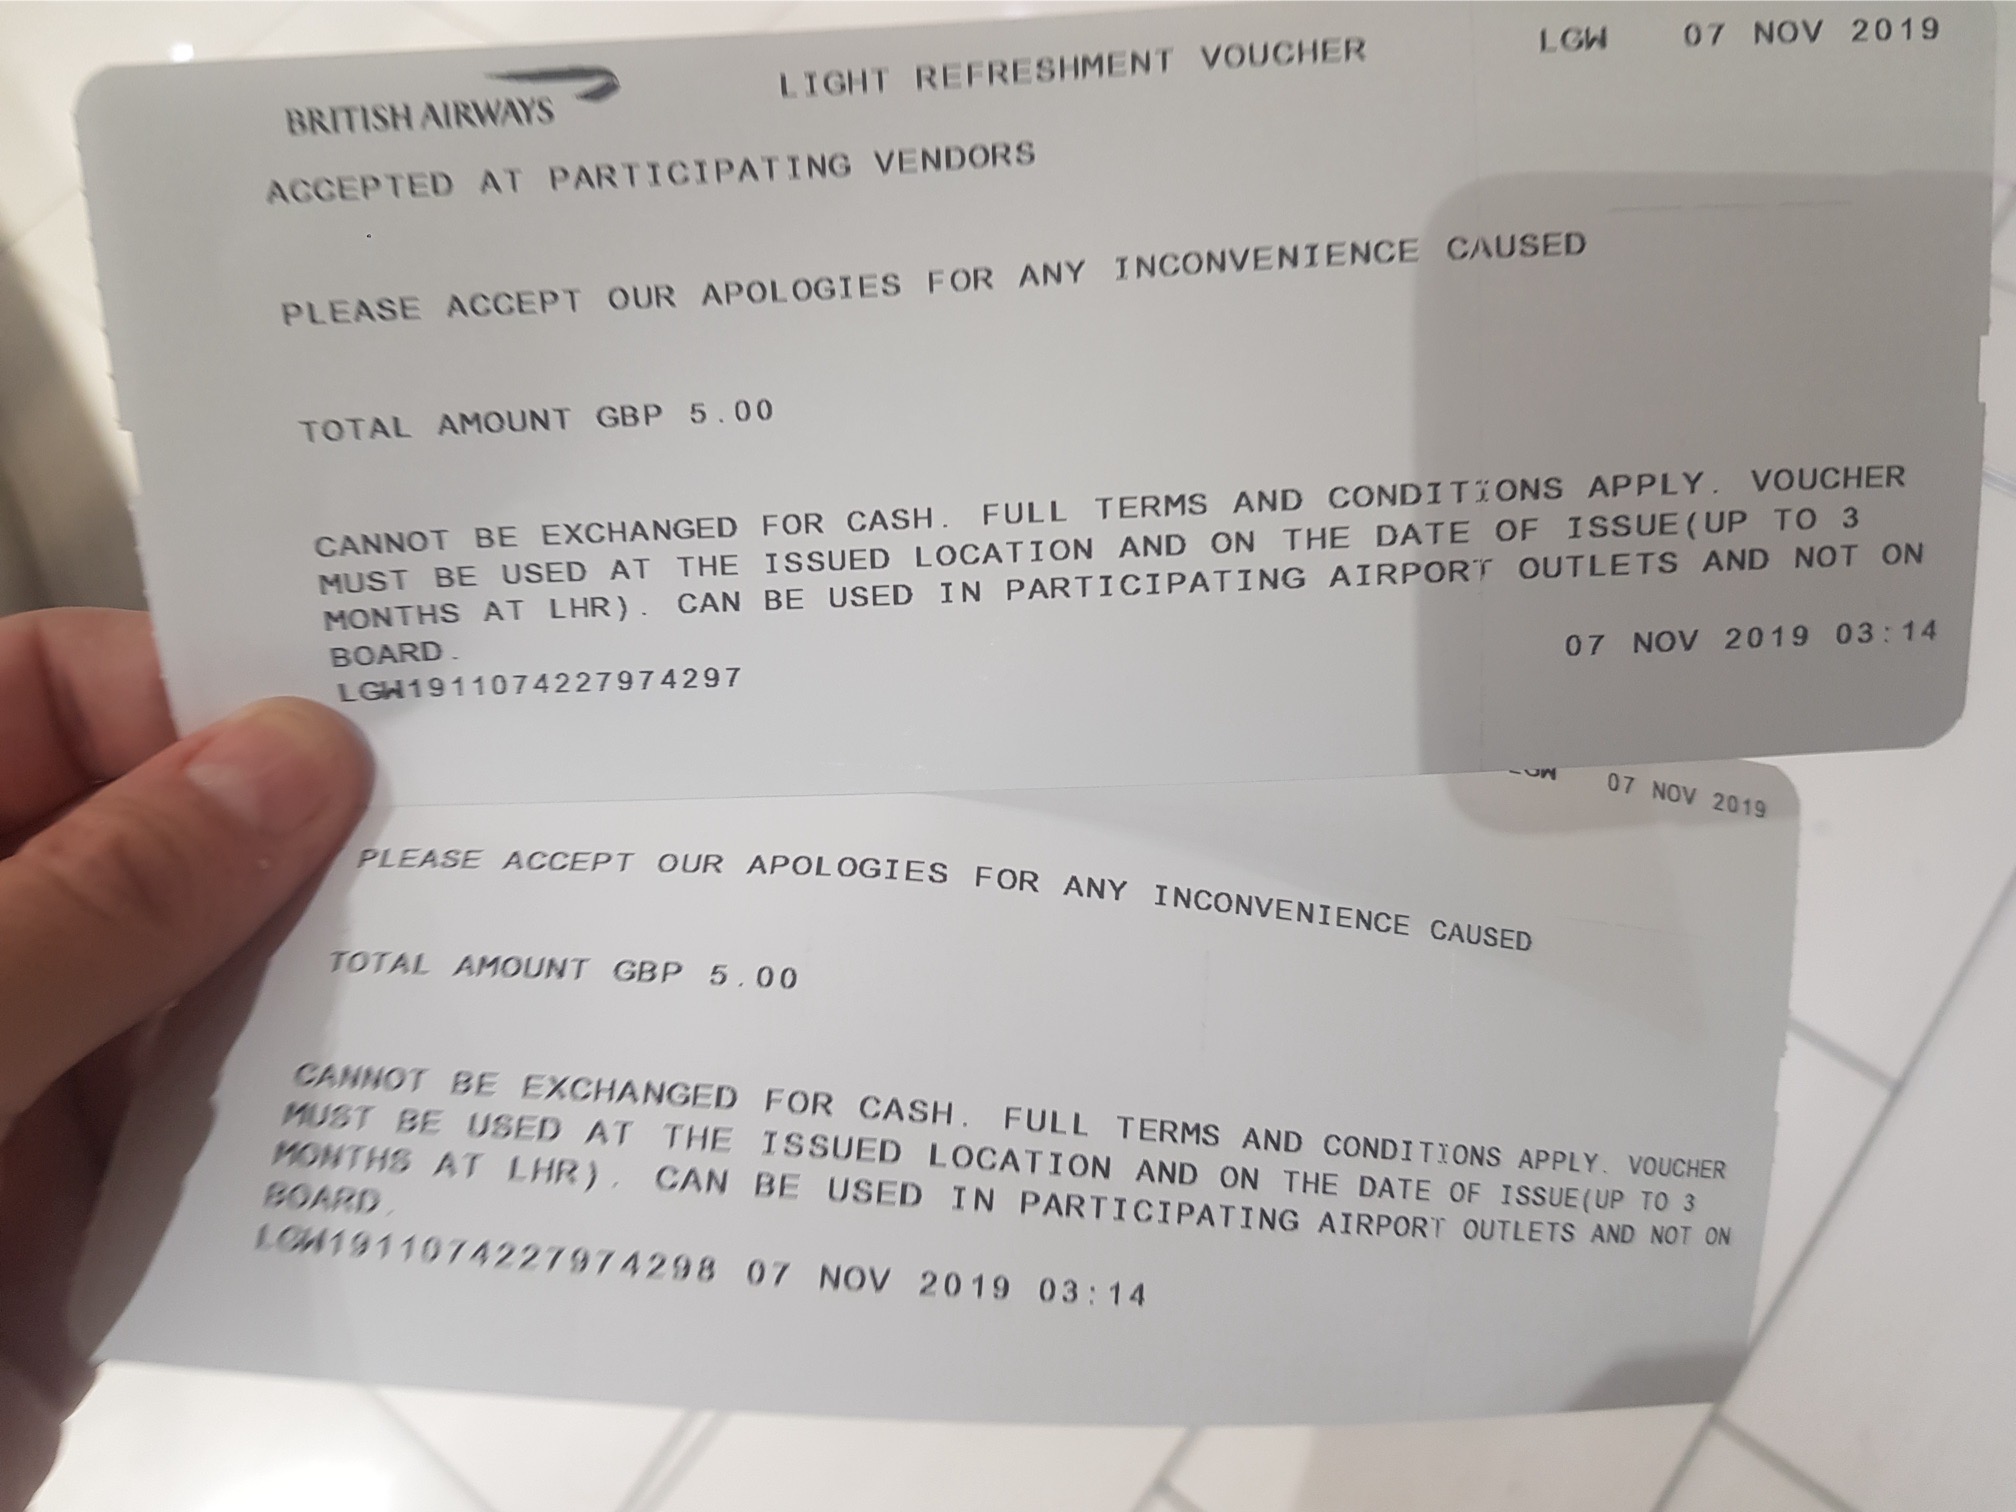 BRITISH AIRWAYS LIGHT REFRESHMENT VOUCHER LGW 07 NOV 2019
ACCEPTED AT PARTICIPATING VENDORS
PLEASE ACCEPT OUR APOLOGIES FOR ANY INCONVENIENCE CAUSED
TOTAL AMOUNT GBP 5.00
CANNOT BE EXCHANGED FOR CASH. FULL TERMS AND CONDITIONS APPLY. VOUCHER
MUST BE USED AT THE ISSUED LOCATION AND ON THE DATE OF ISSUE(UP TO 3
MONTHS AT LHR). CAN BE USED IN PARTICIPATING AIRPORT OUTLETS AND NOT ON
BOARD.
LGW1911074227974297 07 NOV 2019 03:14
LGW 07 NOV 2019
PLEASE ACCEPT OUR APOLOGIES FOR ANY INCONVENIENCE CAUSED
TOTAL AMOUNT GBP 5.00
CANNOT BE EXCHANGED FOR CASH. FULL TERMS AND CONDITIONS APPLY. VOUCHER
MUST BE USED AT THE ISSUED LOCATION AND ON THE DATE OF ISSUE(UP TO 3
MONTHS AT LHR). CAN BE USED IN PARTICIPATING AIRPORT OUTLETS AND NOT ON
BOARD.
LGW1911074227974298 07 NOV 2019 03:14